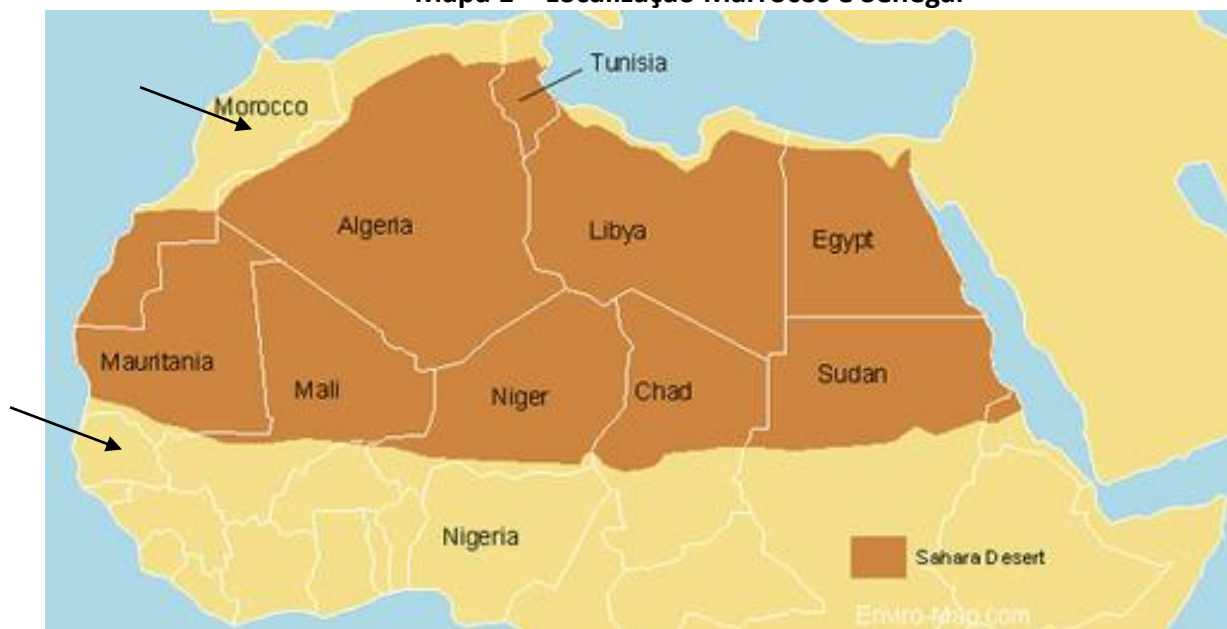 Tunisia
Morocco
Algeria
Libya
Egypt
Mauritania
Mali
Niger
Chad
Sudan
Nigeria
Sahara Desert
Enviro-Map.com